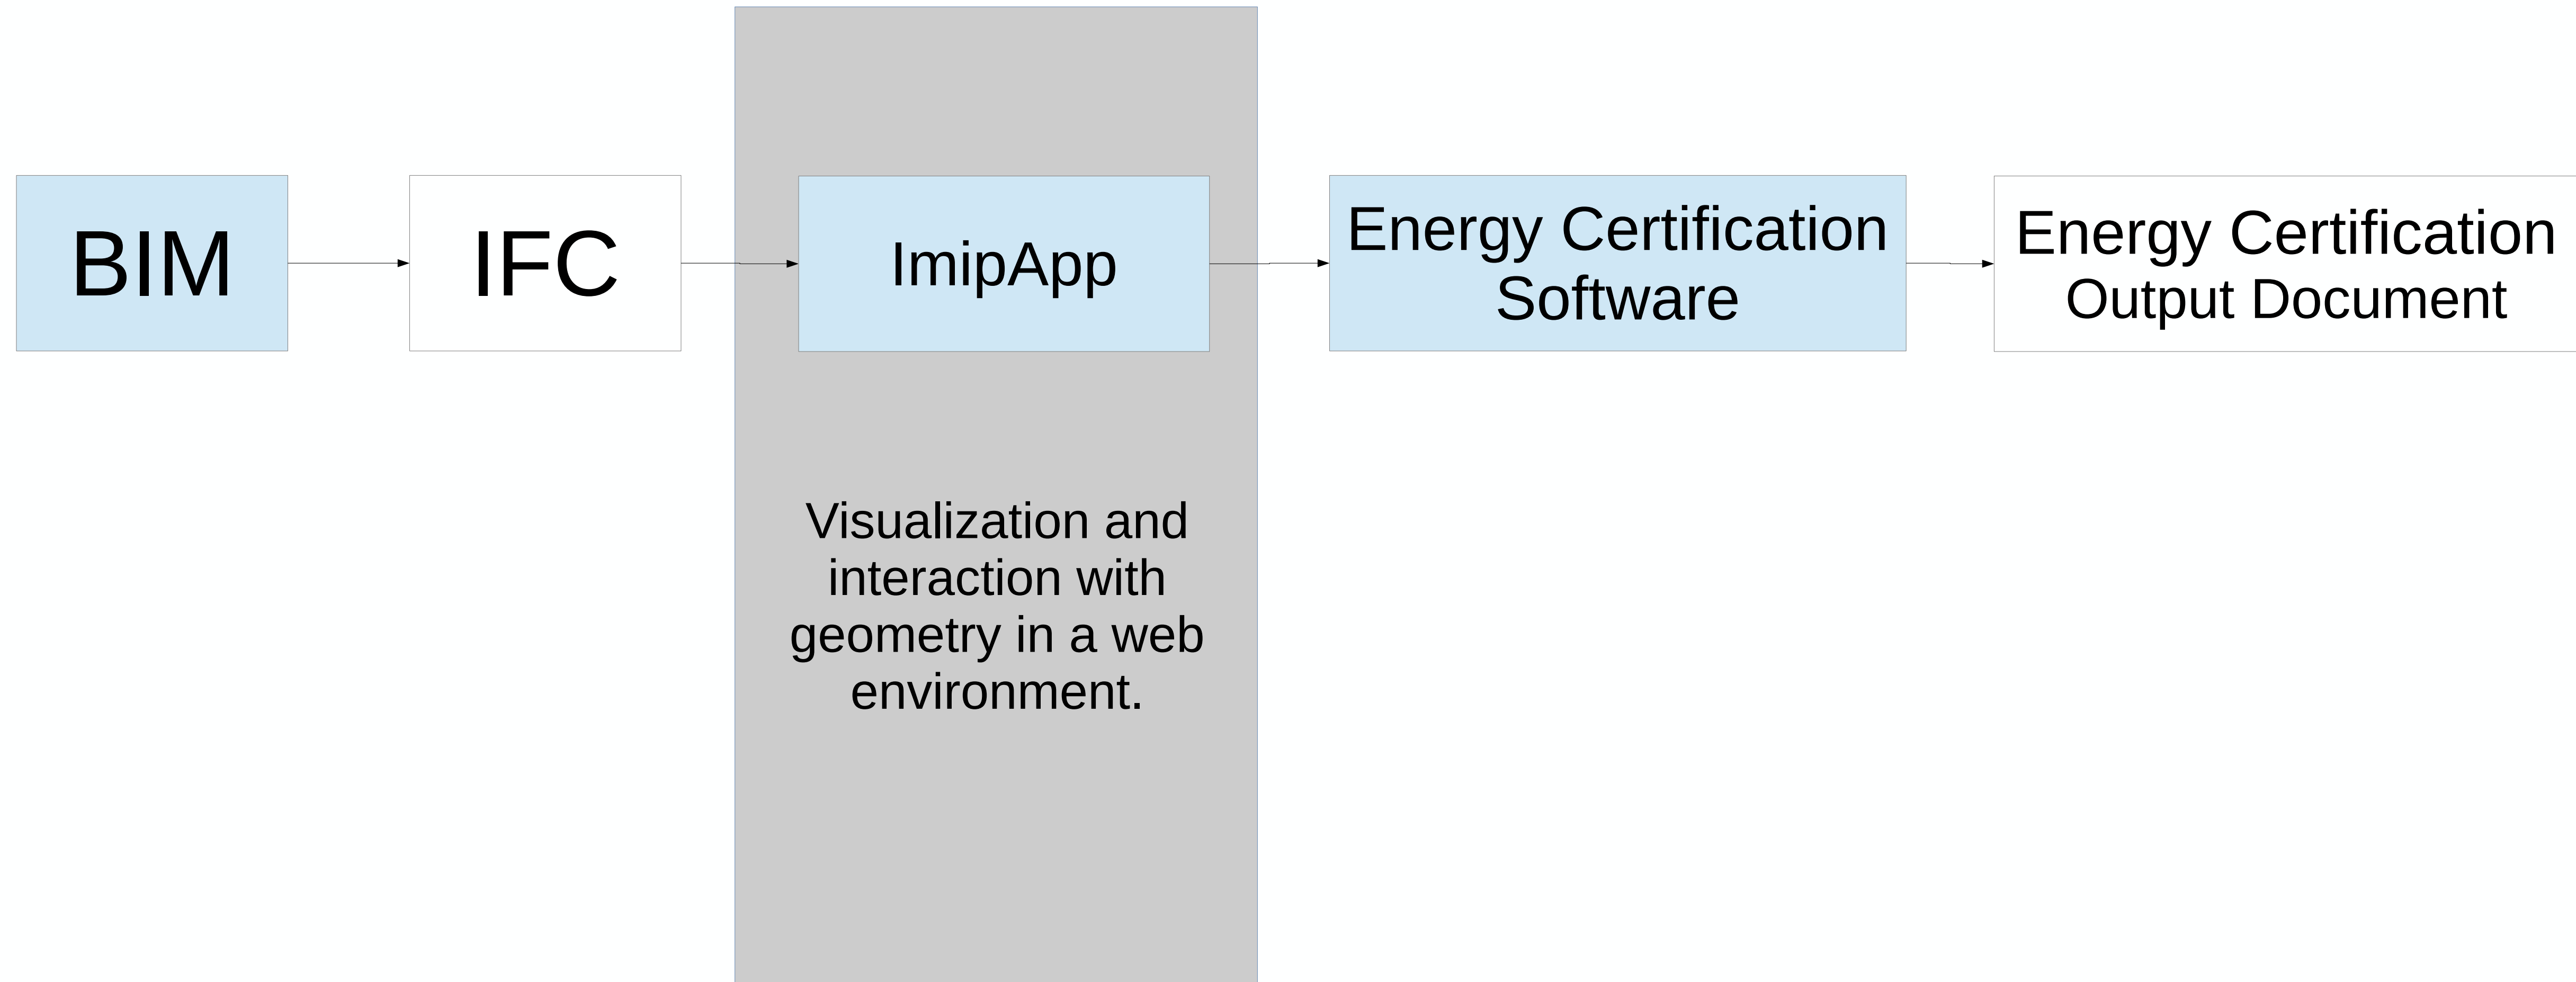 BIM
IFC
ImipApp
Energy Certification
Software
Energy Certification
Output Document
Visualization and
interaction with
geometry in a web
environment.